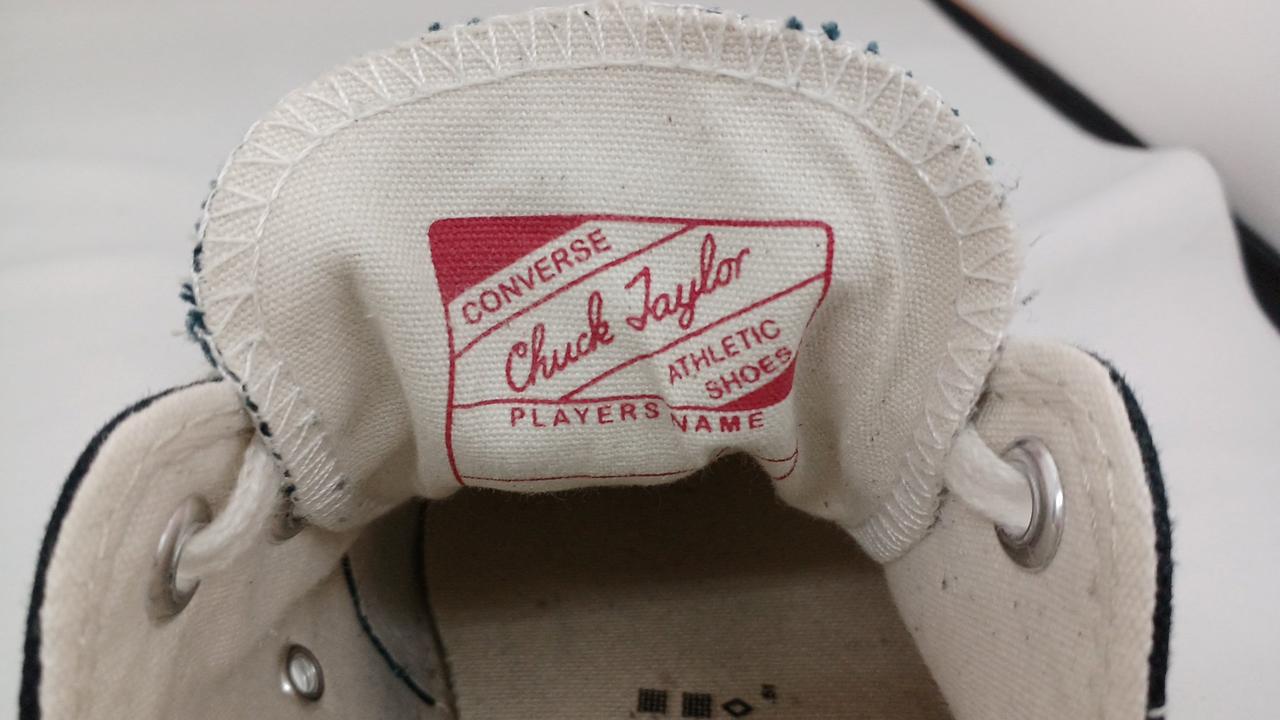 CONVERSE
Chuck Taylor
ATHLETIC
SHOES
PLAYERS NAME